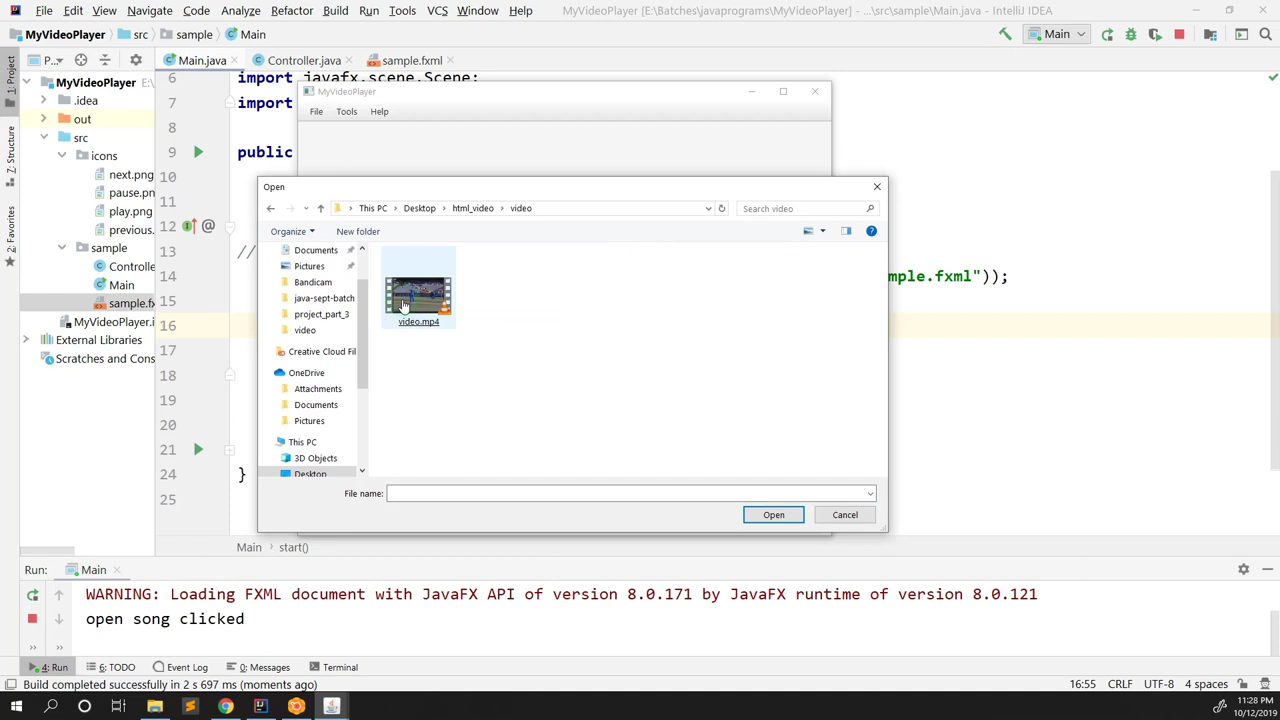 File Edit View Navigate Code Analyze Refactor Build Run Tools VCS Window Help MyVideoPlayer [E:\Batches\javaprograms\MyVideoPlayer] - ...\src\sample\Main.java - IntelliJ IDEA
MyVideoPlayer src sample Main Main
1: Project
Z: Structure
2: Favorites
P... Main.java Controller.java sample.fxml
MyVideoPlayer E:\
.idea
out
src
icons
next.png
pause.pn
play.png
previous.
sample
Controlle
Main
sample.fx
MyVideoPlayer.i
External Libraries
Scratches and Cons
6 import javafx.scene.Scene;
7 import
8
9 public
10
11
12 @
13 //
14 mple.fxml"));
15
16
17
18
19
20
21
24 }
25
MyVideoPlayer
File Tools Help
Open
This PC Desktop html_video video Search video
Organize New folder
Documents
Pictures
Bandicam
java-sept-batch
project_part_3
video
Creative Cloud Fil
OneDrive
Attachments
Documents
Pictures
This PC
3D Objects
Desktop
video.mp4
File name:
Open Cancel
Main start()
Run: Main
WARNING: Loading FXML document with JavaFX API of version 8.0.171 by JavaFX runtime of version 8.0.121
open song clicked
4: Run 6: TODO Event Log 0: Messages Terminal
Build completed successfully in 2 s 697 ms (moments ago) 16:55 CRLF UTF-8 4 spaces
11:28 PM
10/12/2019